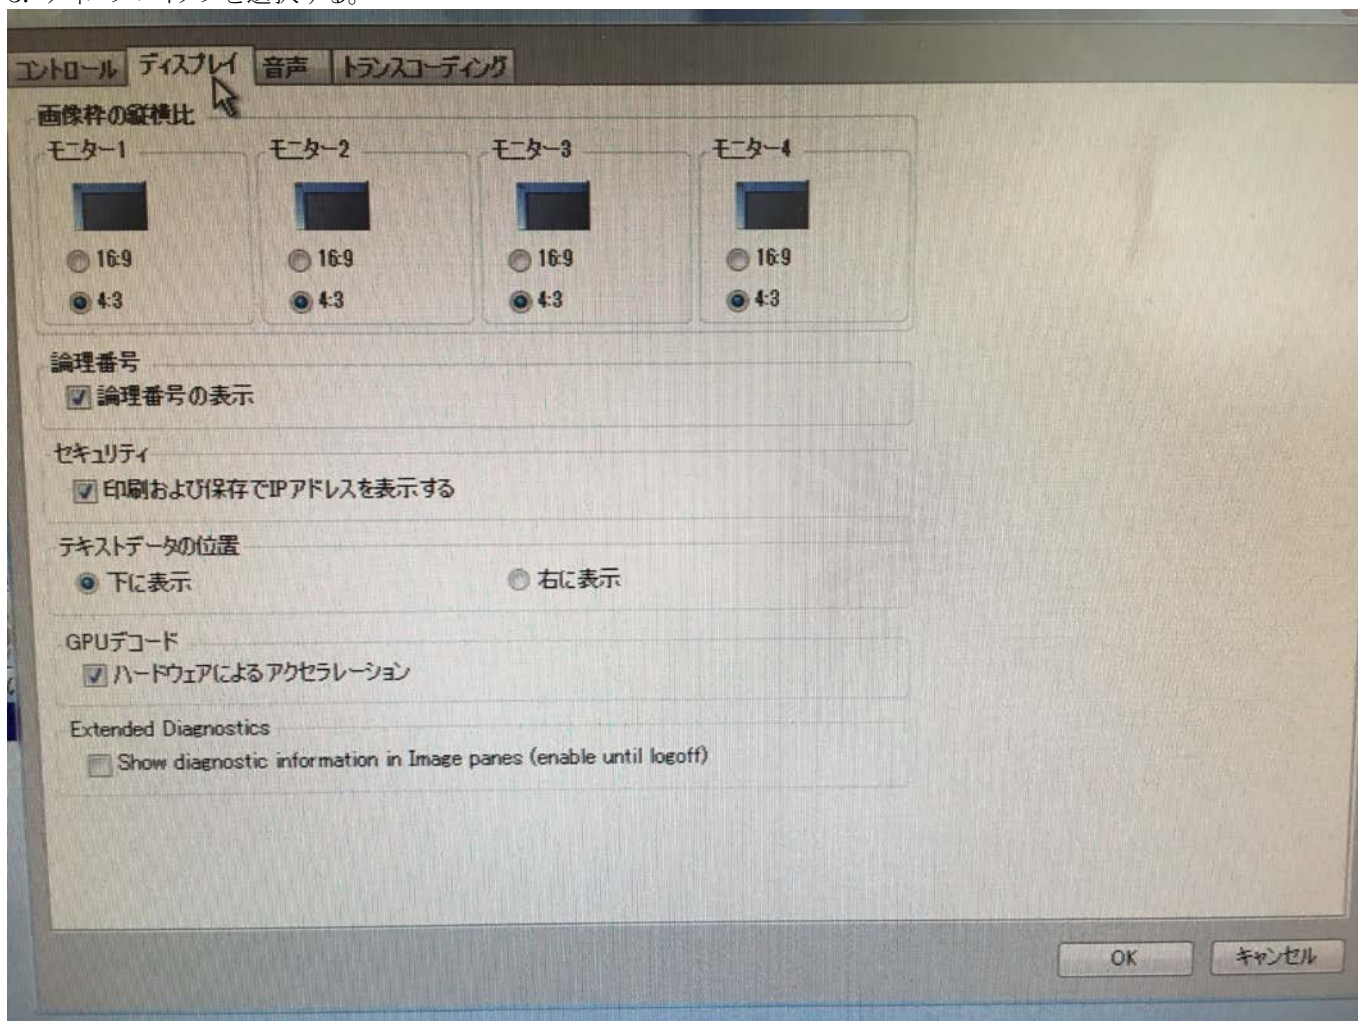 コントロール ディスプレイ 音声 トランスコーディング
画像枠の縦横比
モニター1 モニター2 モニター3 モニター4
16:9 16:9 16:9 16:9
4:3 4:3 4:3 4:3
論理番号
論理番号の表示
セキュリティ
印刷および保存でIPアドレスを表示する
テキストデータの位置
下に表示 右に表示
GPUデコード
ハードウェアによるアクセラレーション
Extended Diagnostics
Show diagnostic information in Image panes (enable until logoff)
OK キャンセル